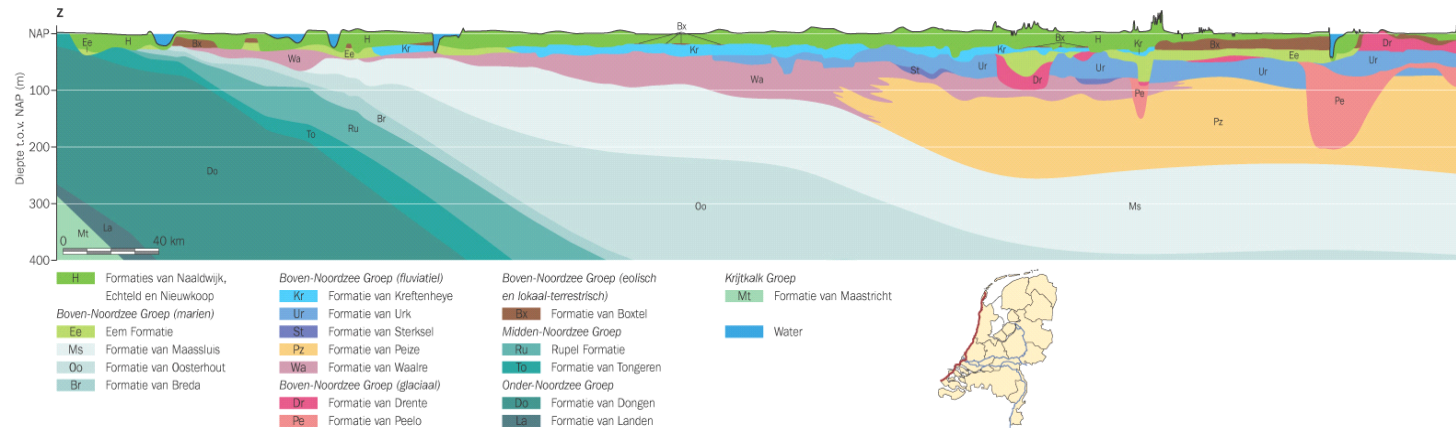 Z
Bx
NAP
Ee
H
Bx
H
Ee
Kr
Kr
Kr
Bx
H
Kr
Bx
Ee
Dr
Wa
Wa
St
Ur
Dr
Ur
Pe
Ur
Ur
Pe
Diepte t.o.v. NAP (m)
100
Br
Ru
To
Pz
200
Do
300
Oo
Ms
Mt
La
0 40 km
400
H Formaties van Naaldwijk,
Echteld en Nieuwkoop
Boven-Noordzee Groep (marien)
Ee Eem Formatie
Ms Formatie van Maassluis
Oo Formatie van Oosterhout
Br Formatie van Breda
Boven-Noordzee Groep (fluviatiel)
Kr Formatie van Kreftenheye
Ur Formatie van Urk
St Formatie van Sterksel
Pz Formatie van Peize
Wa Formatie van Waalre
Boven-Noordzee Groep (glaciaal)
Dr Formatie van Drente
Pe Formatie van Peelo
Boven-Noordzee Groep (eolisch
en lokaal-terrestrisch)
Bx Formatie van Boxtel
Midden-Noordzee Groep
Ru Rupel Formatie
To Formatie van Tongeren
Onder-Noordzee Groep
Do Formatie van Dongen
La Formatie van Landen
Krijtkalk Groep
Mt Formatie van Maastricht
Water